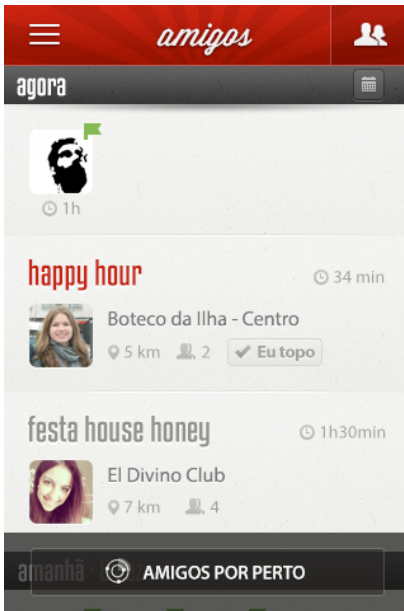 amigos
agora
1h
happy hour
34 min
Boteco da Ilha - Centro
5 km 2 Eu topo
festa house honey
1h30min
El Divino Club
7 km 4
amanhã
AMIGOS POR PERTO